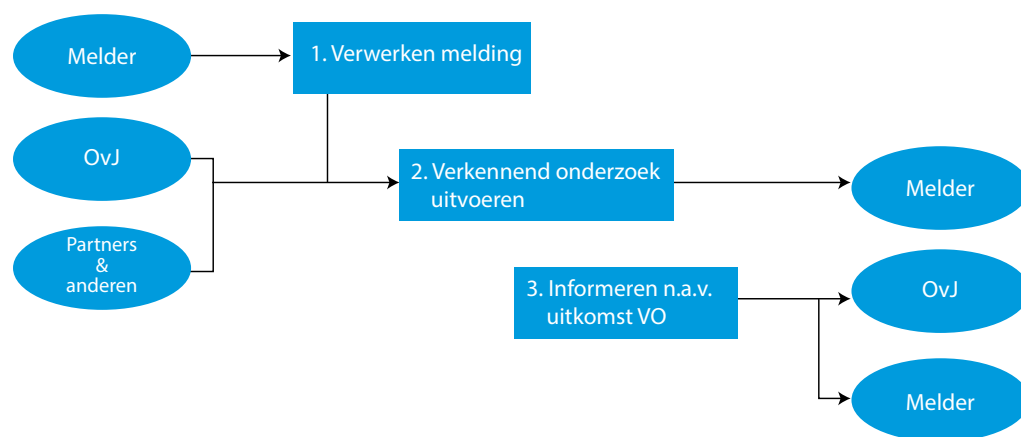 Melder
1. Verwerken melding
OvJ
2. Verkennend onderzoek
uitvoeren
Melder
Partners
&
anderen
3. Informeren n.a.v.
uitkomst VO
OvJ
Melder